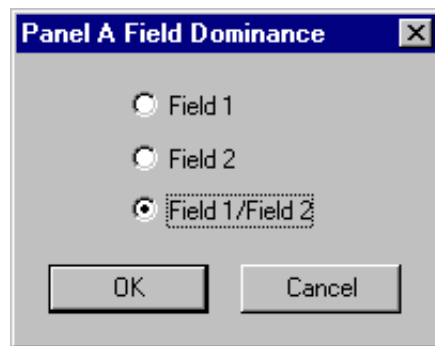 Panel A Field Dominance
Field 1
Field 2
Field 1/Field 2
OK Cancel